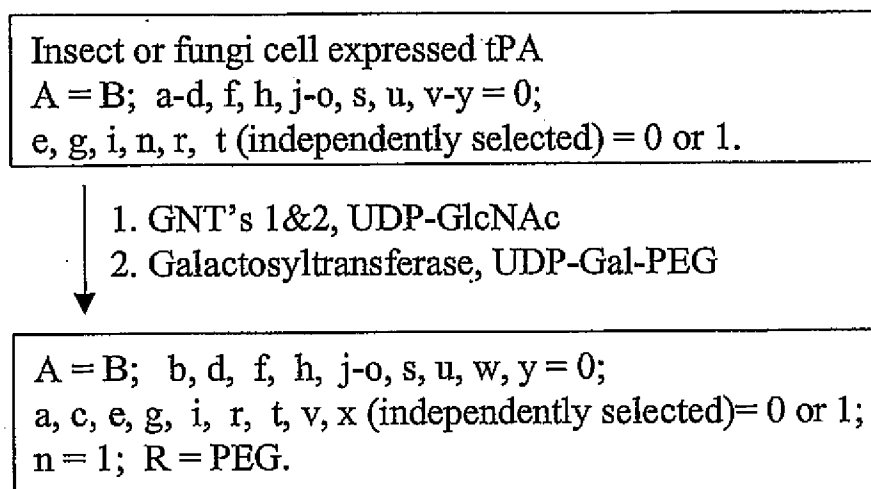 Insect or fungi cell expressed tPA
A = B; a-d, f, h, j-o, s, u, v-y = 0;
e, g, i, n, r, t (independently selected) = 0 or 1.
1. GNT's 1&2, UDP-GlcNAc
2. Galactosyltransferase, UDP-Gal-PEG
A = B; b, d, f, h, j-o, s, u, w, y = 0;
a, c, e, g, i, r, t, v, x (independently selected)= 0 or 1;
n = 1; R = PEG.